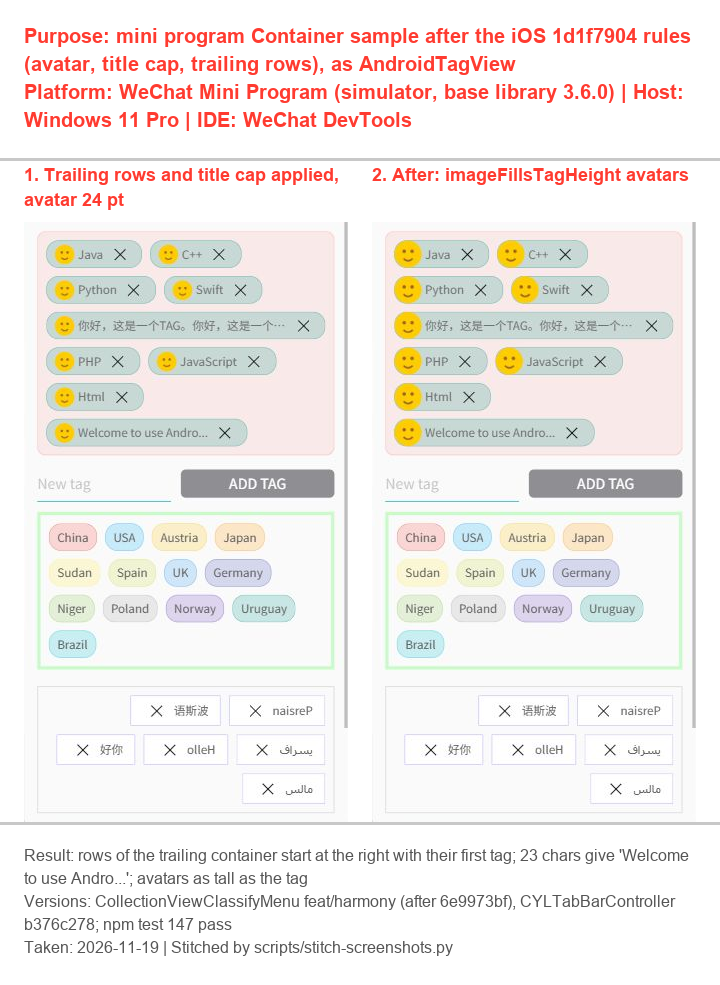 Purpose: mini program Container sample after the iOS 1d1f7904 rules
(avatar, title cap, trailing rows), as AndroidTagView
Platform: WeChat Mini Program (simulator, base library 3.6.0) | Host:
Windows 11 Pro | IDE: WeChat DevTools
1. Trailing rows and title cap applied,
avatar 24 pt
Java C++
Python Swift
你好，这是一个TAG。你好，这是一个···
PHP JavaScript
Html
Welcome to use Andro...
New tag ADD TAG
China USA Austria Japan
Sudan Spain UK Germany
Niger Poland Norway Uruguay
Brazil
语斯波 naisreP
好你 olleH یسراف
مالس
2. After: imageFillsTagHeight avatars
Java C++
Python Swift
你好，这是一个TAG。你好，这是一个···
PHP JavaScript
Html
Welcome to use Andro...
New tag ADD TAG
China USA Austria Japan
Sudan Spain UK Germany
Niger Poland Norway Uruguay
Brazil
语斯波 naisreP
好你 olleH یسراف
مالس
Result: rows of the trailing container start at the right with their first tag; 23 chars give 'Welcome
to use Andro...'; avatars as tall as the tag
Versions: CollectionViewClassifyMenu feat/harmony (after 6e9973bf), CYLTabBarController
b376c278; npm test 147 pass
Taken: 2026-11-19 | Stitched by scripts/stitch-screenshots.py